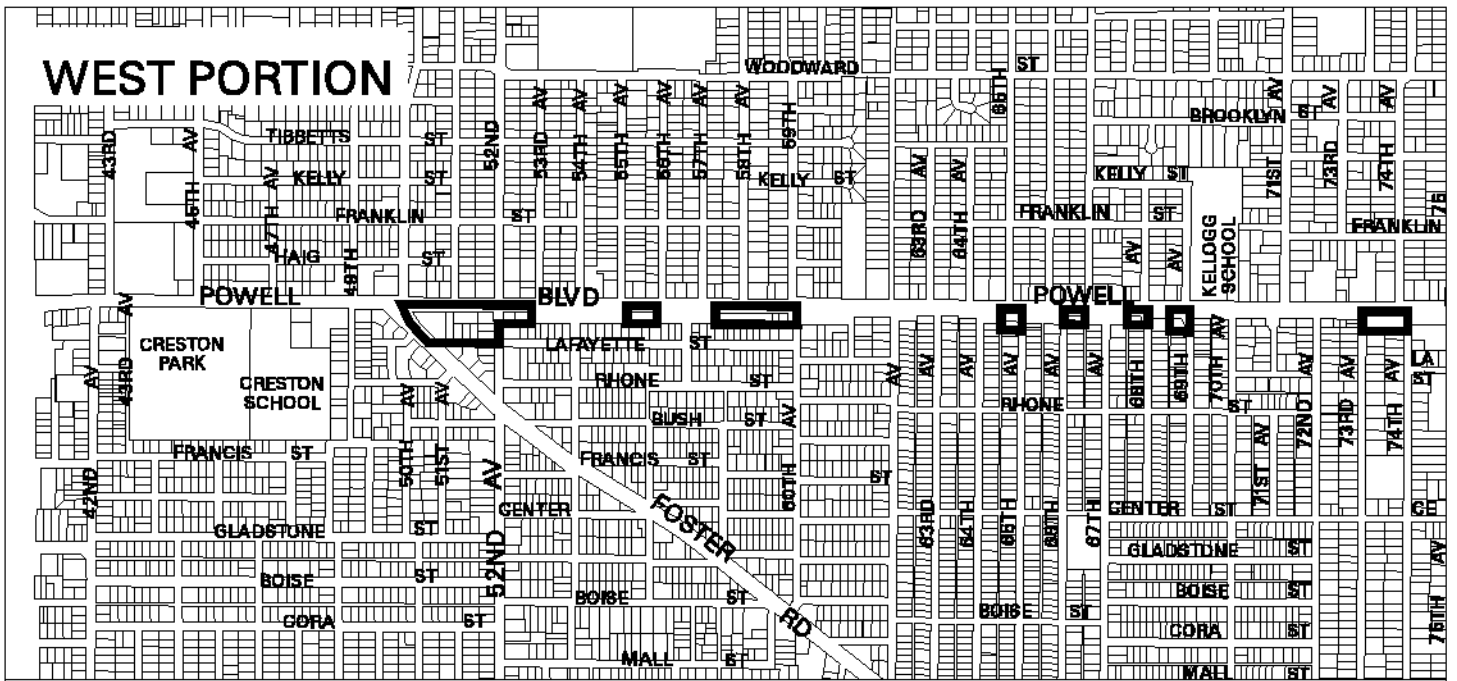 WEST PORTION
WOODWARD ST
BROOKLYN ST
TIBBETTS ST
KELLY ST
KELLY ST
KELLY ST
FRANKLIN ST
FRANKLIN ST
FRANKLIN
HAIG ST
43RD AV
45TH AV
47TH AV
49TH
52ND
53RD AV
54TH AV
55TH AV
56TH AV
57TH AV
58TH AV
59TH
63RD AV
64TH AV
66TH
AV
AV
KELLOGG
SCHOOL
71ST AV
73RD AV
74TH AV
POWELL BLVD POWELL
CRESTON
PARK
CRESTON
SCHOOL
LAFAYETTE ST
LA
ST
RHONE ST
RHONE ST
BUSH ST
FRANCIS ST
FRANCIS ST
ST
CENTER
CENTER ST
CE
GLADSTONE ST
GLADSTONE ST
BOISE ST
BOISE ST
BOISE ST
BOISE ST
CORA ST
CORA ST
MALL ST
MALL ST
FOSTER RD
42ND AV
43RD AV
50TH AV
51ST AV
52ND AV
60TH AV
AV
63RD AV
64TH AV
AV
AV
67TH AV
68TH
69TH
70TH AV
71ST AV
72ND AV
73RD AV
74TH AV
76TH AV